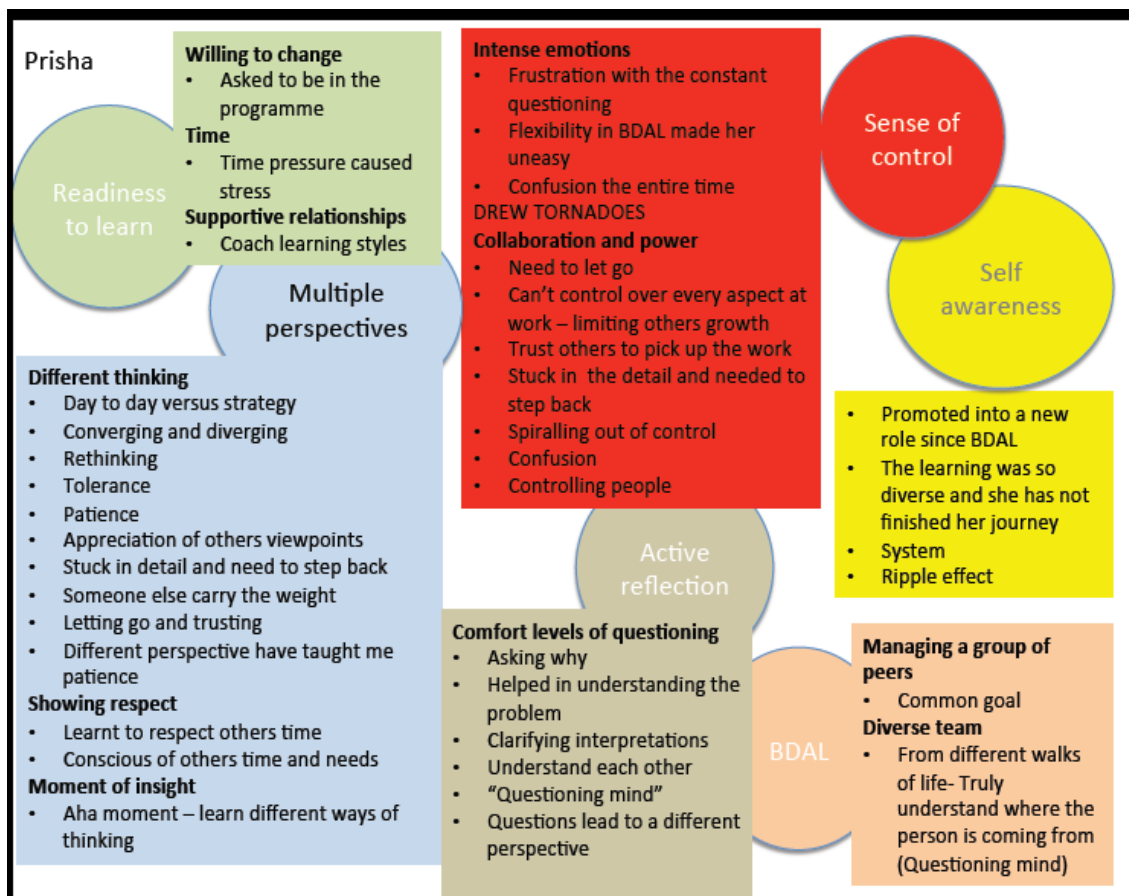 Prisha
Readiness
to learn
Willing to change
• Asked to be in the
programme
Time
• Time pressure caused
stress
Supportive relationships
• Coach learning styles
Multiple
perspectives
Different thinking
• Day to day versus strategy
• Converging and diverging
• Rethinking
• Tolerance
• Patience
• Appreciation of others viewpoints
• Stuck in detail and need to step back
• Someone else carry the weight
• Letting go and trusting
• Different perspective have taught me
patience
Showing respect
• Learnt to respect others time
• Conscious of others time and needs
Moment of insight
• Aha moment – learn different ways of
thinking
Intense emotions
• Frustration with the constant
questioning
• Flexibility in BDAL made her
uneasy
• Confusion the entire time
DREW TORNADOES
Collaboration and power
• Need to let go
• Can't control over every aspect at
work – limiting others growth
• Trust others to pick up the work
• Stuck in the detail and needed to
step back
• Spiralling out of control
• Confusion
• Controlling people
Sense of
control
Self
awareness
• Promoted into a new
role since BDAL
• The learning was so
diverse and she has not
finished her journey
• System
• Ripple effect
Active
reflection
Comfort levels of questioning
• Asking why
• Helped in understanding the
problem
• Clarifying interpretations
• Understand each other
• “Questioning mind”
• Questions lead to a different
perspective
BDAL
Managing a group of
peers
• Common goal
Diverse team
• From different walks
of life- Truly
understand where the
person is coming from
(Questioning mind)